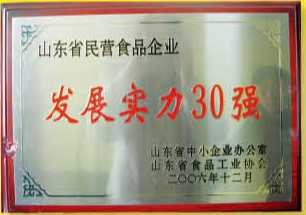 山东省民营食品企业
发展实力30强
山东省中小企业办公室
山东省食品工业协会
二〇〇六年十二月